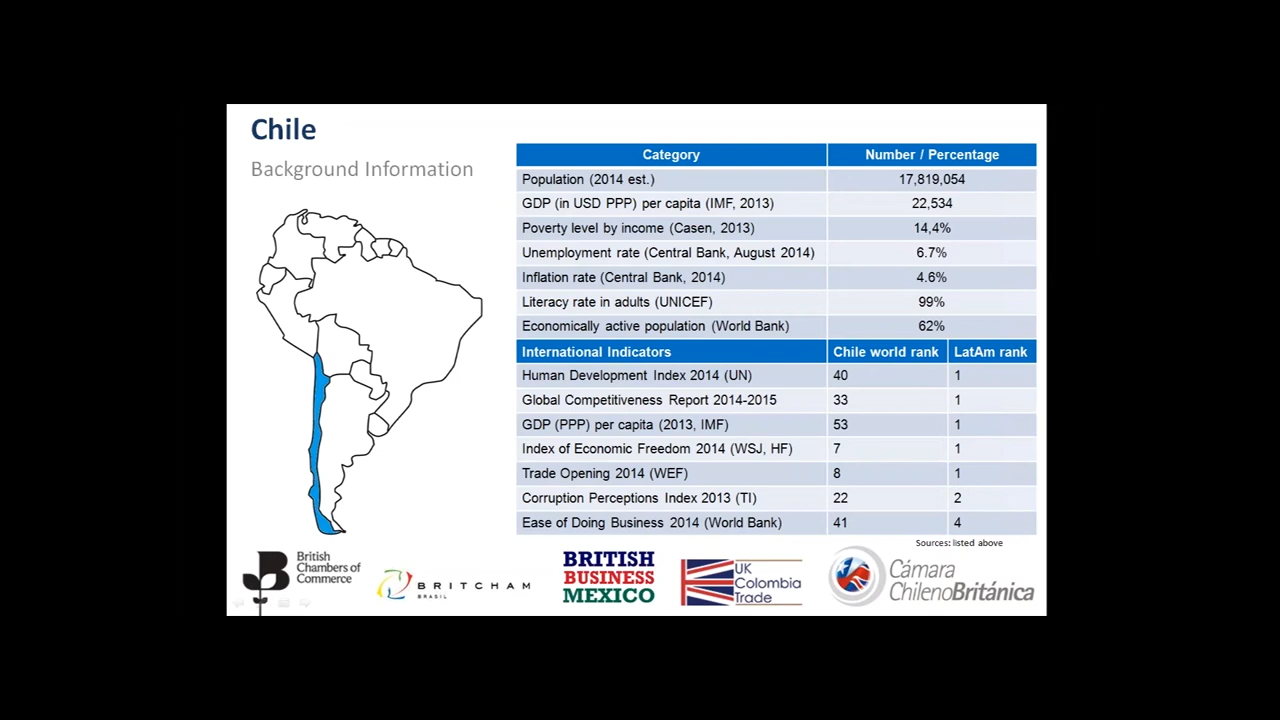 Chile
Background Information
Category Number / Percentage
Population (2014 est.) 17,819,054
GDP (in USD PPP) per capita (IMF, 2013) 22,534
Poverty level by income (Casen, 2013) 14,4%
Unemployment rate (Central Bank, August 2014) 6.7%
Inflation rate (Central Bank, 2014) 4.6%
Literacy rate in adults (UNICEF) 99%
Economically active population (World Bank) 62%
International Indicators Chile world rank LatAm rank
Human Development Index 2014 (UN) 40 1
Global Competitiveness Report 2014-2015 33 1
GDP (PPP) per capita (2013, IMF) 53 1
Index of Economic Freedom 2014 (WSJ, HF) 7 1
Trade Opening 2014 (WEF) 8 1
Corruption Perceptions Index 2013 (TI) 22 2
Ease of Doing Business 2014 (World Bank) 41 4
Sources: listed above
British
Chambers of
Commerce
BRITCHAM
BRASIL
BRITISH
BUSINESS
MEXICO
UK
Colombia
Trade
Cámara
ChilenoBritánica